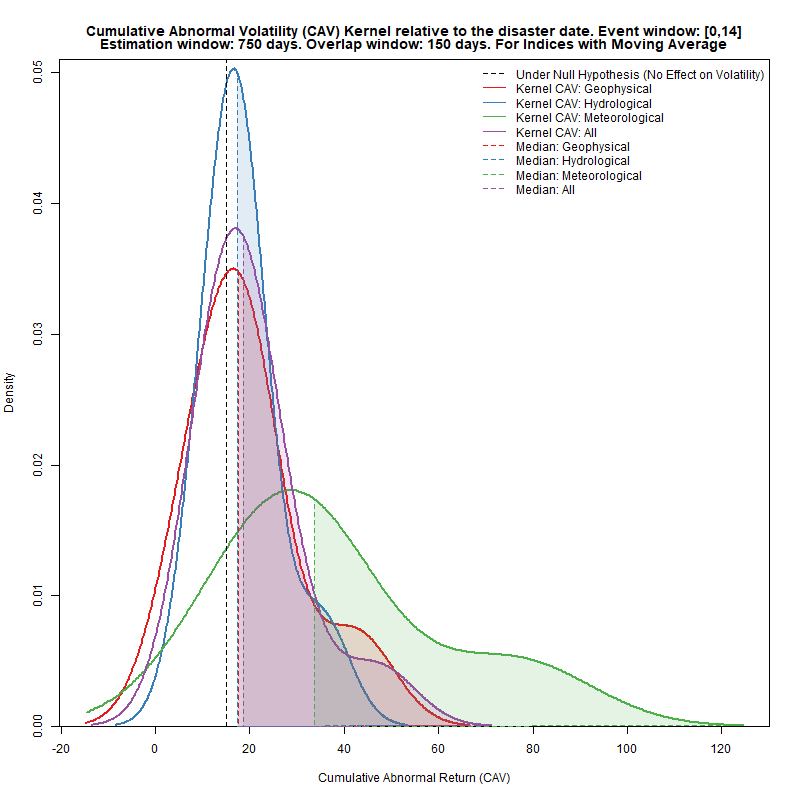 Cumulative Abnormal Volatility (CAV) Kernel relative to the disaster date. Event window: [0,14]
Estimation window: 750 days. Overlap window: 150 days. For Indices with Moving Average
Under Null Hypothesis (No Effect on Volatility)
Kernel CAV: Geophysical
Kernel CAV: Hydrological
Kernel CAV: Meteorological
Kernel CAV: All
Median: Geophysical
Median: Hydrological
Median: Meteorological
Median: All
Density
0.05
0.04
0.03
0.02
0.01
0.00
-20 0 20 40 60 80 100 120
Cumulative Abnormal Return (CAV)